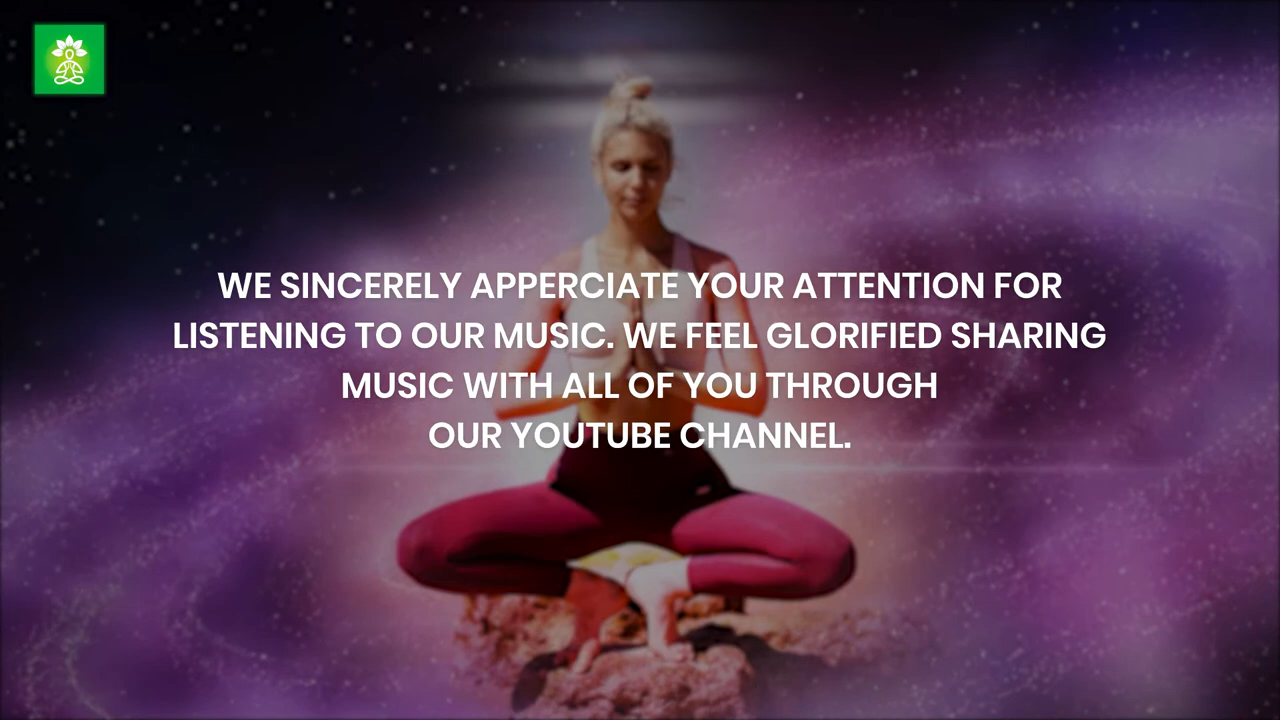 WE SINCERELY APPERCIATE YOUR ATTENTION FOR
LISTENING TO OUR MUSIC. WE FEEL GLORIFIED SHARING
MUSIC WITH ALL OF YOU THROUGH
OUR YOUTUBE CHANNEL.